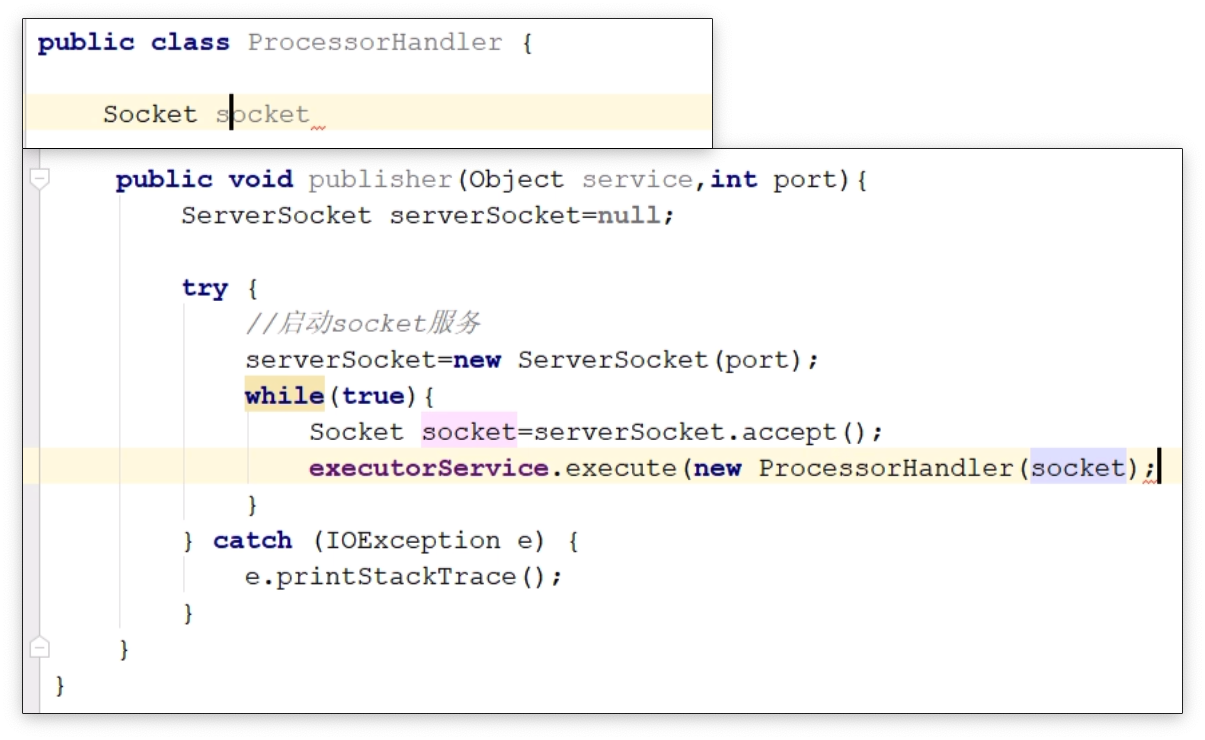 public class ProcessorHandler {
Socket socket
public void publisher(Object service,int port){
ServerSocket serverSocket=null;
try {
//启动socket服务
serverSocket=new ServerSocket(port);
while(true){
Socket socket=serverSocket.accept();
executorService.execute(new ProcessorHandler(socket);
}
} catch (IOException e) {
e.printStackTrace();
}
}
}